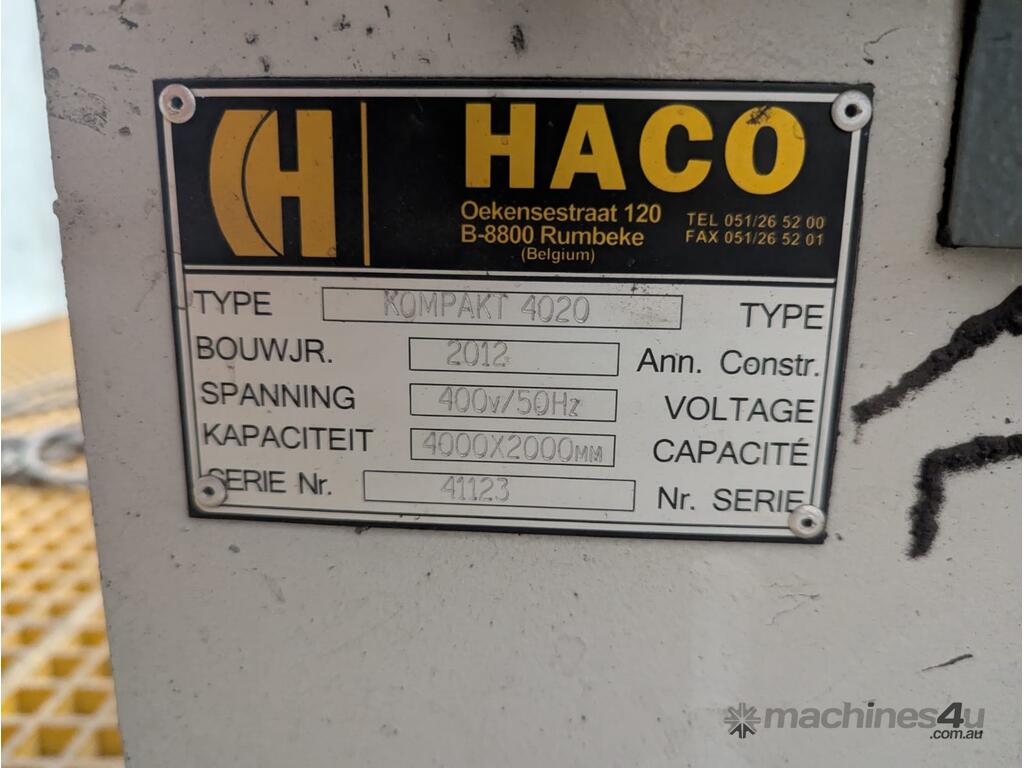 H HACO
Oekensestraat 120 TEL 051/26 52 00
B-8800 Rumbeke FAX 051/26 52 01
(Belgium)
TYPE KOMPAKT 4020 TYPE
BOUWJR. 2012 Ann. Constr.
SPANNING 400V/50Hz VOLTAGE
KAPACITEIT 4000X2000MM CAPACITÉ
SERIE Nr. 41123 Nr. SERIE
machines4u
.com.au